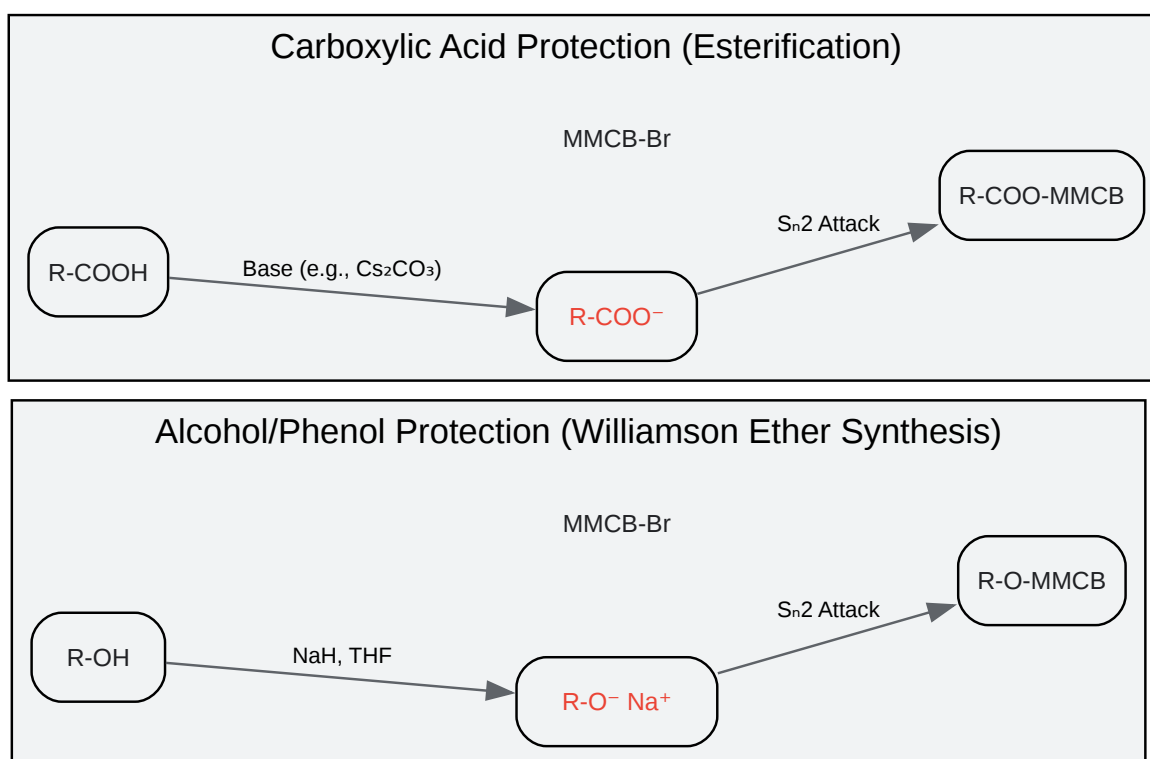 Carboxylic Acid Protection (Esterification)
MMCB-Br
R-COO-MMCB
Sₙ2 Attack
R-COOH
Base (e.g., Cs₂CO₃)
R-COO⁻
Alcohol/Phenol Protection (Williamson Ether Synthesis)
MMCB-Br
R-O-MMCB
Sₙ2 Attack
R-OH
NaH, THF
R-O⁻ Na⁺